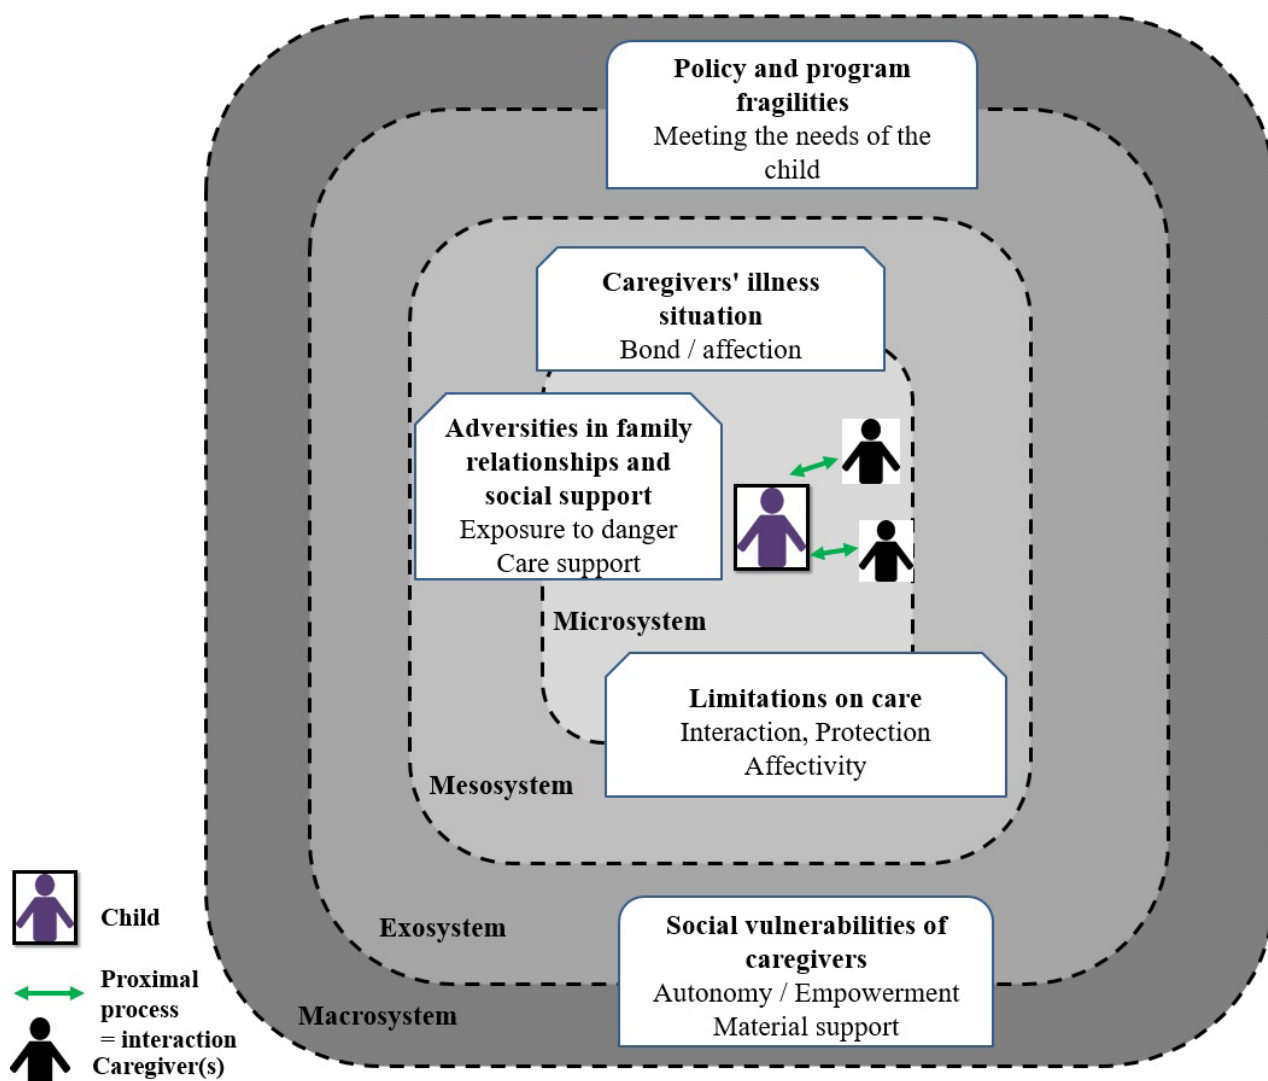 Policy and program
fragilities
Meeting the needs of the
child
Caregivers' illness
situation
Bond / affection
Adversities in family
relationships and
social support
Exposure to danger
Care support
Microsystem
Limitations on care
Interaction, Protection
Affectivity
Mesosystem
Social vulnerabilities of
caregivers
Autonomy / Empowerment
Material support
Exosystem
Macrosystem
Child
Proximal
process
= interaction
Caregiver(s)